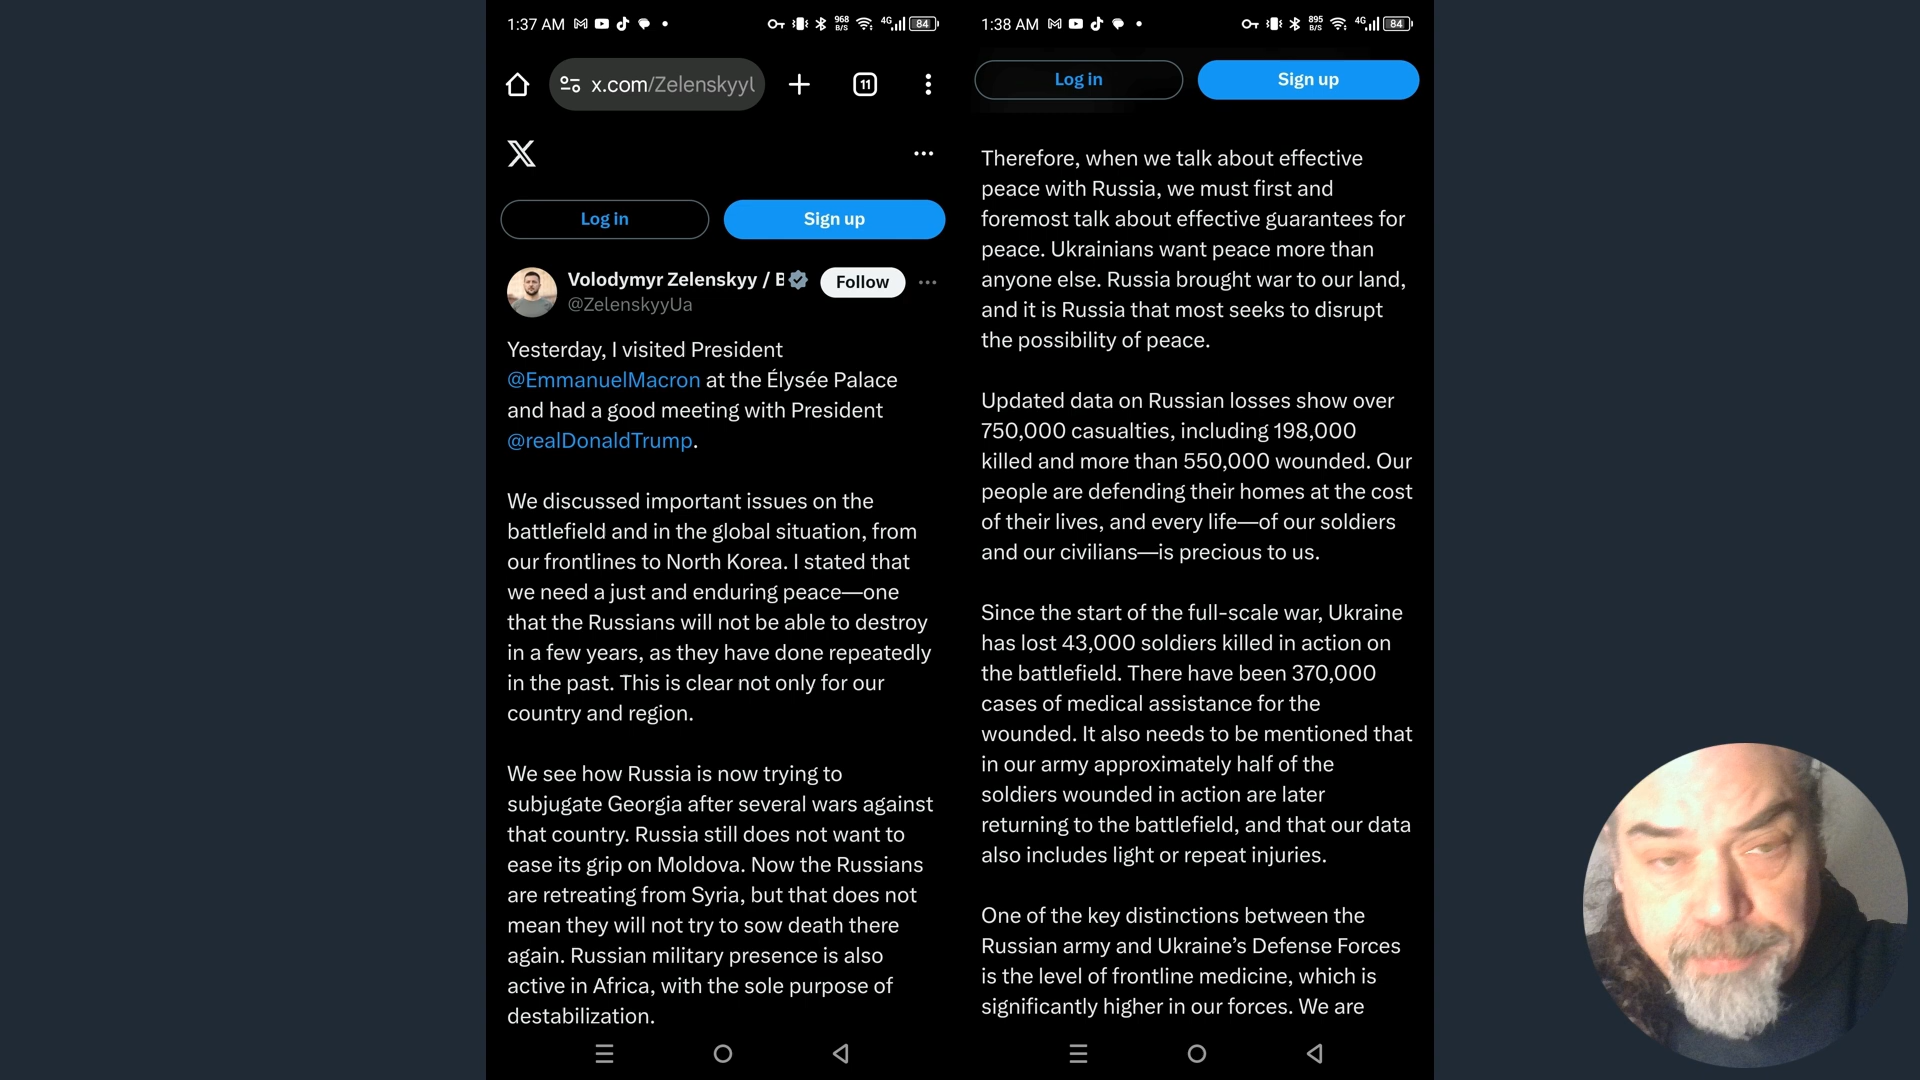 1:37 AM
968 B/S
4G
84
x.com/ZelenskyyU
11
Log in
Sign up
Volodymyr Zelenskyy / B
Follow
@ZelenskyyUa
Yesterday, I visited President
@EmmanuelMacron at the Élysée Palace
and had a good meeting with President
@realDonaldTrump.
We discussed important issues on the
battlefield and in the global situation, from
our frontlines to North Korea. I stated that
we need a just and enduring peace—one
that the Russians will not be able to destroy
in a few years, as they have done repeatedly
in the past. This is clear not only for our
country and region.
We see how Russia is now trying to
subjugate Georgia after several wars against
that country. Russia still does not want to
ease its grip on Moldova. Now the Russians
are retreating from Syria, but that does not
mean they will not try to sow death there
again. Russian military presence is also
active in Africa, with the sole purpose of
destabilization.
1:38 AM
895 B/S
4G
84
Log in
Sign up
Therefore, when we talk about effective
peace with Russia, we must first and
foremost talk about effective guarantees for
peace. Ukrainians want peace more than
anyone else. Russia brought war to our land,
and it is Russia that most seeks to disrupt
the possibility of peace.
Updated data on Russian losses show over
750,000 casualties, including 198,000
killed and more than 550,000 wounded. Our
people are defending their homes at the cost
of their lives, and every life—of our soldiers
and our civilians—is precious to us.
Since the start of the full-scale war, Ukraine
has lost 43,000 soldiers killed in action on
the battlefield. There have been 370,000
cases of medical assistance for the
wounded. It also needs to be mentioned that
in our army approximately half of the
soldiers wounded in action are later
returning to the battlefield, and that our data
also includes light or repeat injuries.
One of the key distinctions between the
Russian army and Ukraine’s Defense Forces
is the level of frontline medicine, which is
significantly higher in our forces. We are